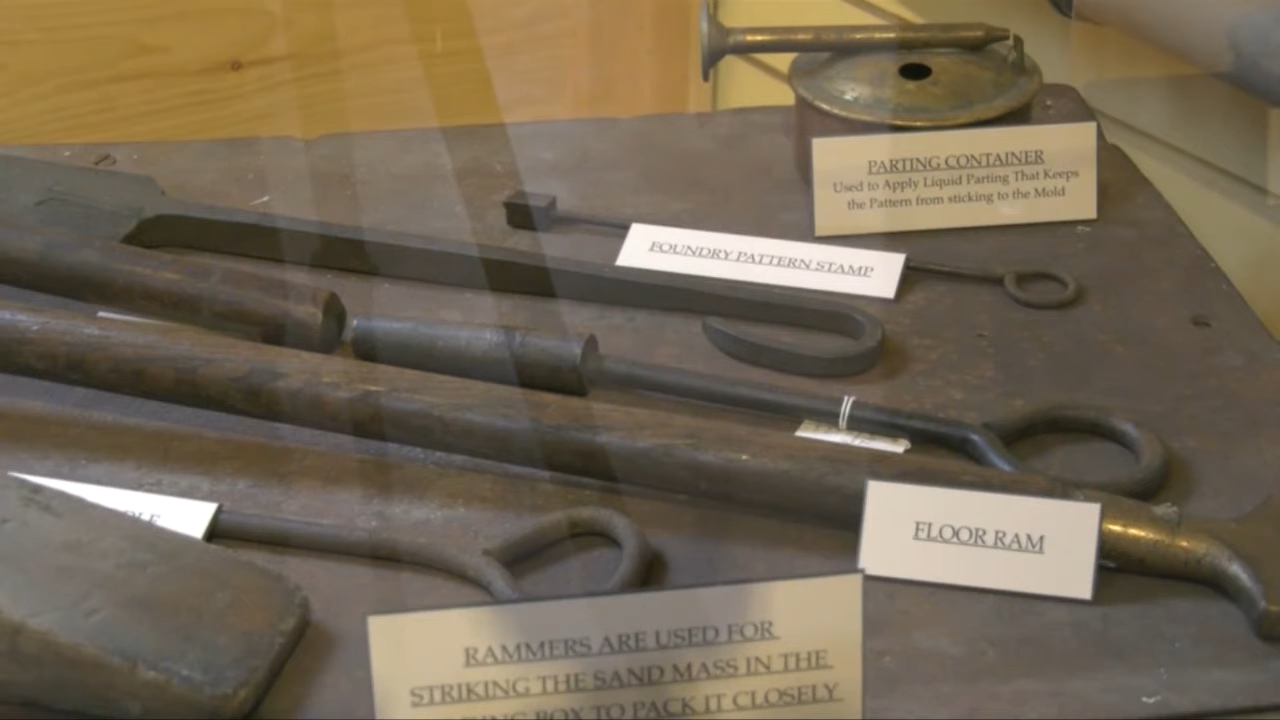 PARTING CONTAINER
Used to Apply Liquid Parting That Keeps
the Pattern from sticking to the Mold
FOUNDRY PATTERN STAMP
FLOOR RAM
RAMMERS ARE USED FOR
STRIKING THE SAND MASS IN THE
BOX TO PACK IT CLOSELY